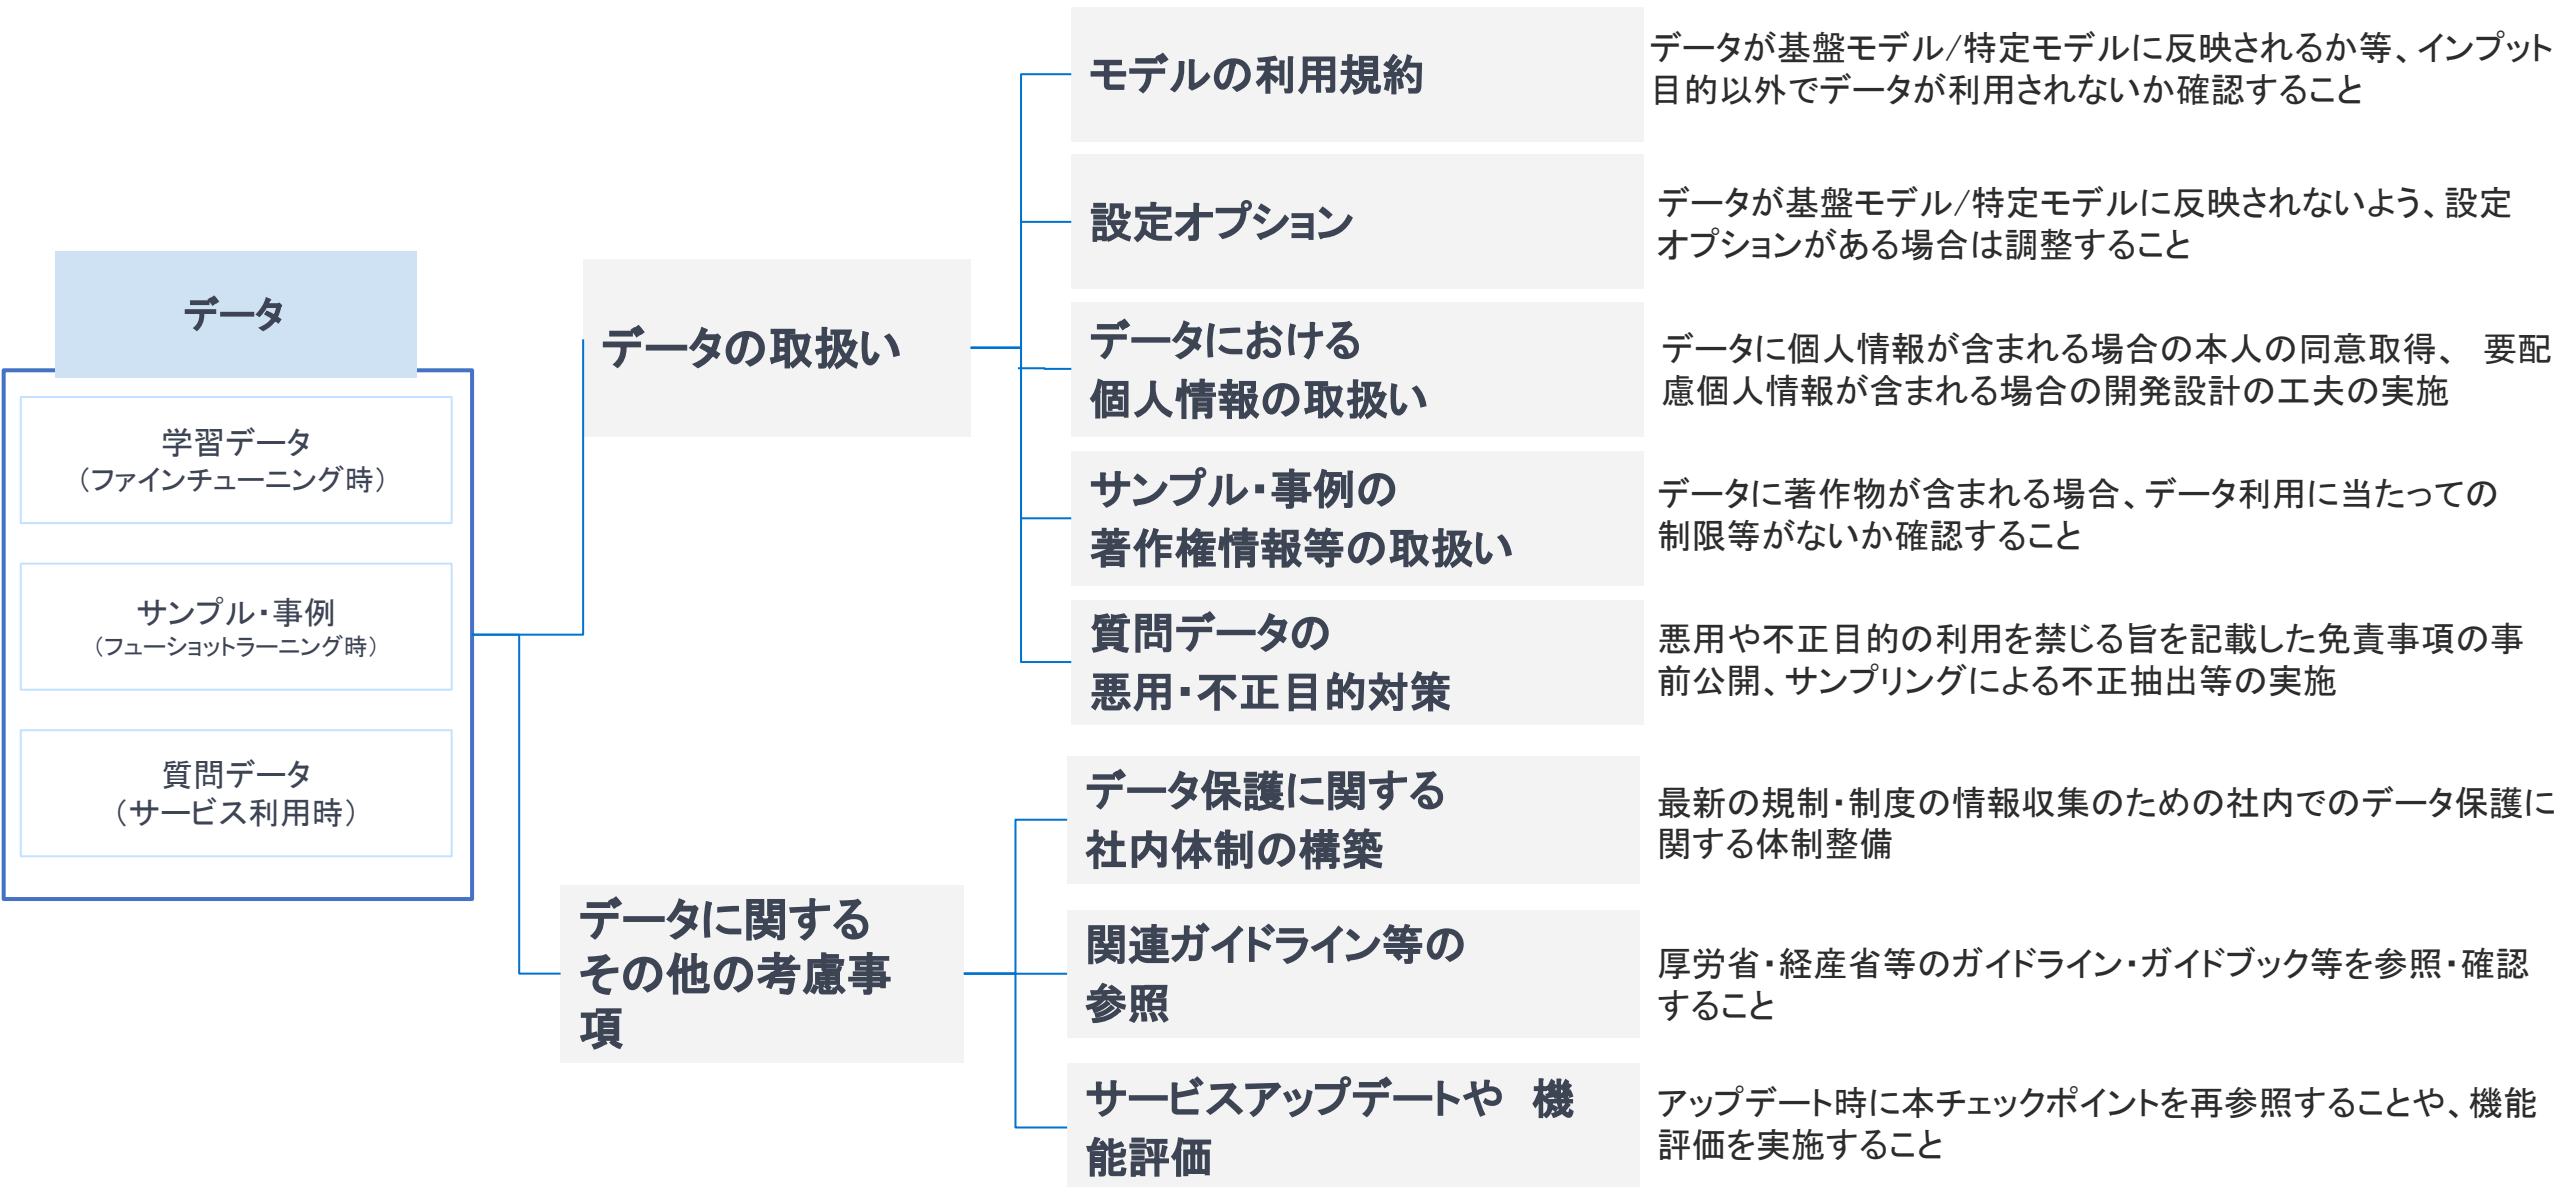 データ
学習データ
（ファインチューニング時）
サンプル・事例
（フューショットラーニング時）
質問データ
（サービス利用時）
データの取扱い
モデルの利用規約
データが基盤モデル/特定モデルに反映されるか等、インプット
目的以外でデータが利用されないか確認すること
設定オプション
データが基盤モデル/特定モデルに反映されないよう、設定
オプションがある場合は調整すること
データにおける
個人情報の取扱い
データに個人情報が含まれる場合の本人の同意取得、 要配
慮個人情報が含まれる場合の開発設計の工夫の実施
サンプル・事例の
著作権情報等の取扱い
データに著作物が含まれる場合、データ利用に当たっての
制限等がないか確認すること
質問データの
悪用・不正目的対策
悪用や不正目的の利用を禁じる旨を記載した免責事項の事
前公開、サンプリングによる不正抽出等の実施
データに関する
その他の考慮事
項
データ保護に関する
社内体制の構築
最新の規制・制度の情報収集のための社内でのデータ保護に
関する体制整備
関連ガイドライン等の
参照
厚労省・経産省等のガイドライン・ガイドブック等を参照・確認
すること
サービスアップデートや　機
能評価
アップデート時に本チェックポイントを再参照することや、機能
評価を実施すること